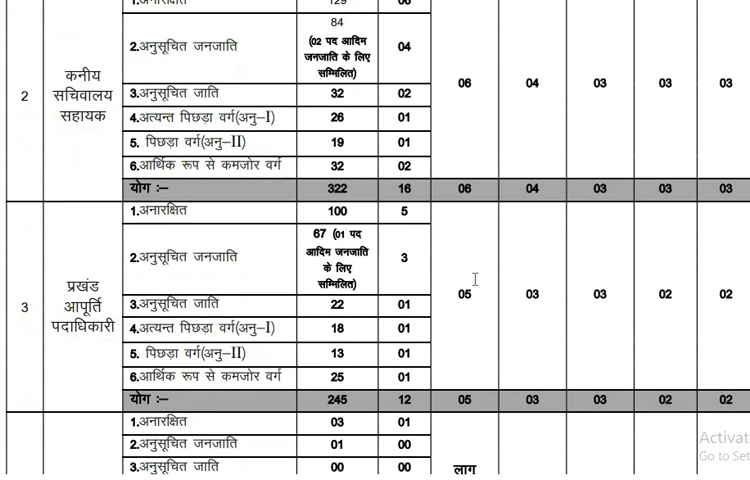 1.अनारक्षित 129 06
2.अनुसूचित जनजाति 84 (02 पद आदिम जनजाति के लिए सम्मिलित) 04
2 कनीय सचिवालय सहायक 06 04 03 03 03
3.अनुसूचित जाति 32 02
4.अत्यन्त पिछड़ा वर्ग(अनु–I) 26 01
5. पिछड़ा वर्ग(अनु–II) 19 01
6.आर्थिक रूप से कमजोर वर्ग 32 02
योग :– 322 16 06 04 03 03 03
1.अनारक्षित 100 5
2.अनुसूचित जनजाति 67 (01 पद आदिम जनजाति के लिए सम्मिलित) 3
3 प्रखंड आपूर्ति पदाधिकारी 05 03 03 02 02
3.अनुसूचित जाति 22 01
4.अत्यन्त पिछड़ा वर्ग(अनु–I) 18 01
5. पिछड़ा वर्ग(अनु–II) 13 01
6.आर्थिक रूप से कमजोर वर्ग 25 01
योग :– 245 12 05 03 03 02 02
1.अनारक्षित 03 01
2.अनुसूचित जनजाति 01 00
3.अनुसूचित जाति 00 00
लाग
Activat
Go to Set